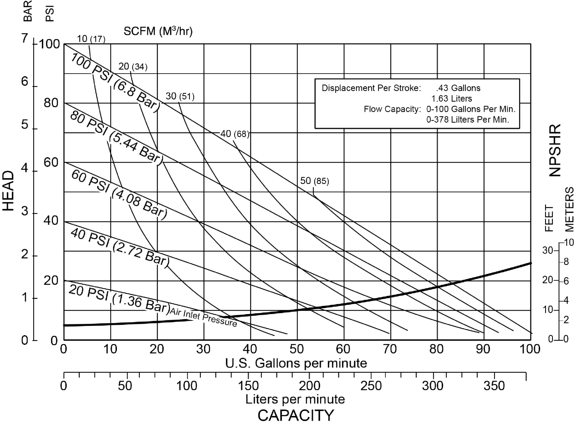 BAR
PSI
SCFM (M³/hr)
10 (17)
20 (34)
30 (51)
40 (68)
50 (85)
7
6
5
4
3
2
1
0
100
80
60
40
20
0
HEAD
100 PSI (6.8 Bar)
80 PSI (5.44 Bar)
60 PSI (4.08 Bar)
40 PSI (2.72 Bar)
20 PSI (1.36 Bar)
Air Inlet Pressure
Displacement Per Stroke: .43 Gallons
1.63 Liters
Flow Capacity: 0-100 Gallons Per Min.
0-378 Liters Per Min.
NPSHR
FEET
METERS
30
20
10
0
10
8
6
4
2
0
0 10 20 30 40 50 60 70 80 90 100
U.S. Gallons per minute
0 50 100 150 200 250 300 350
Liters per minute
CAPACITY